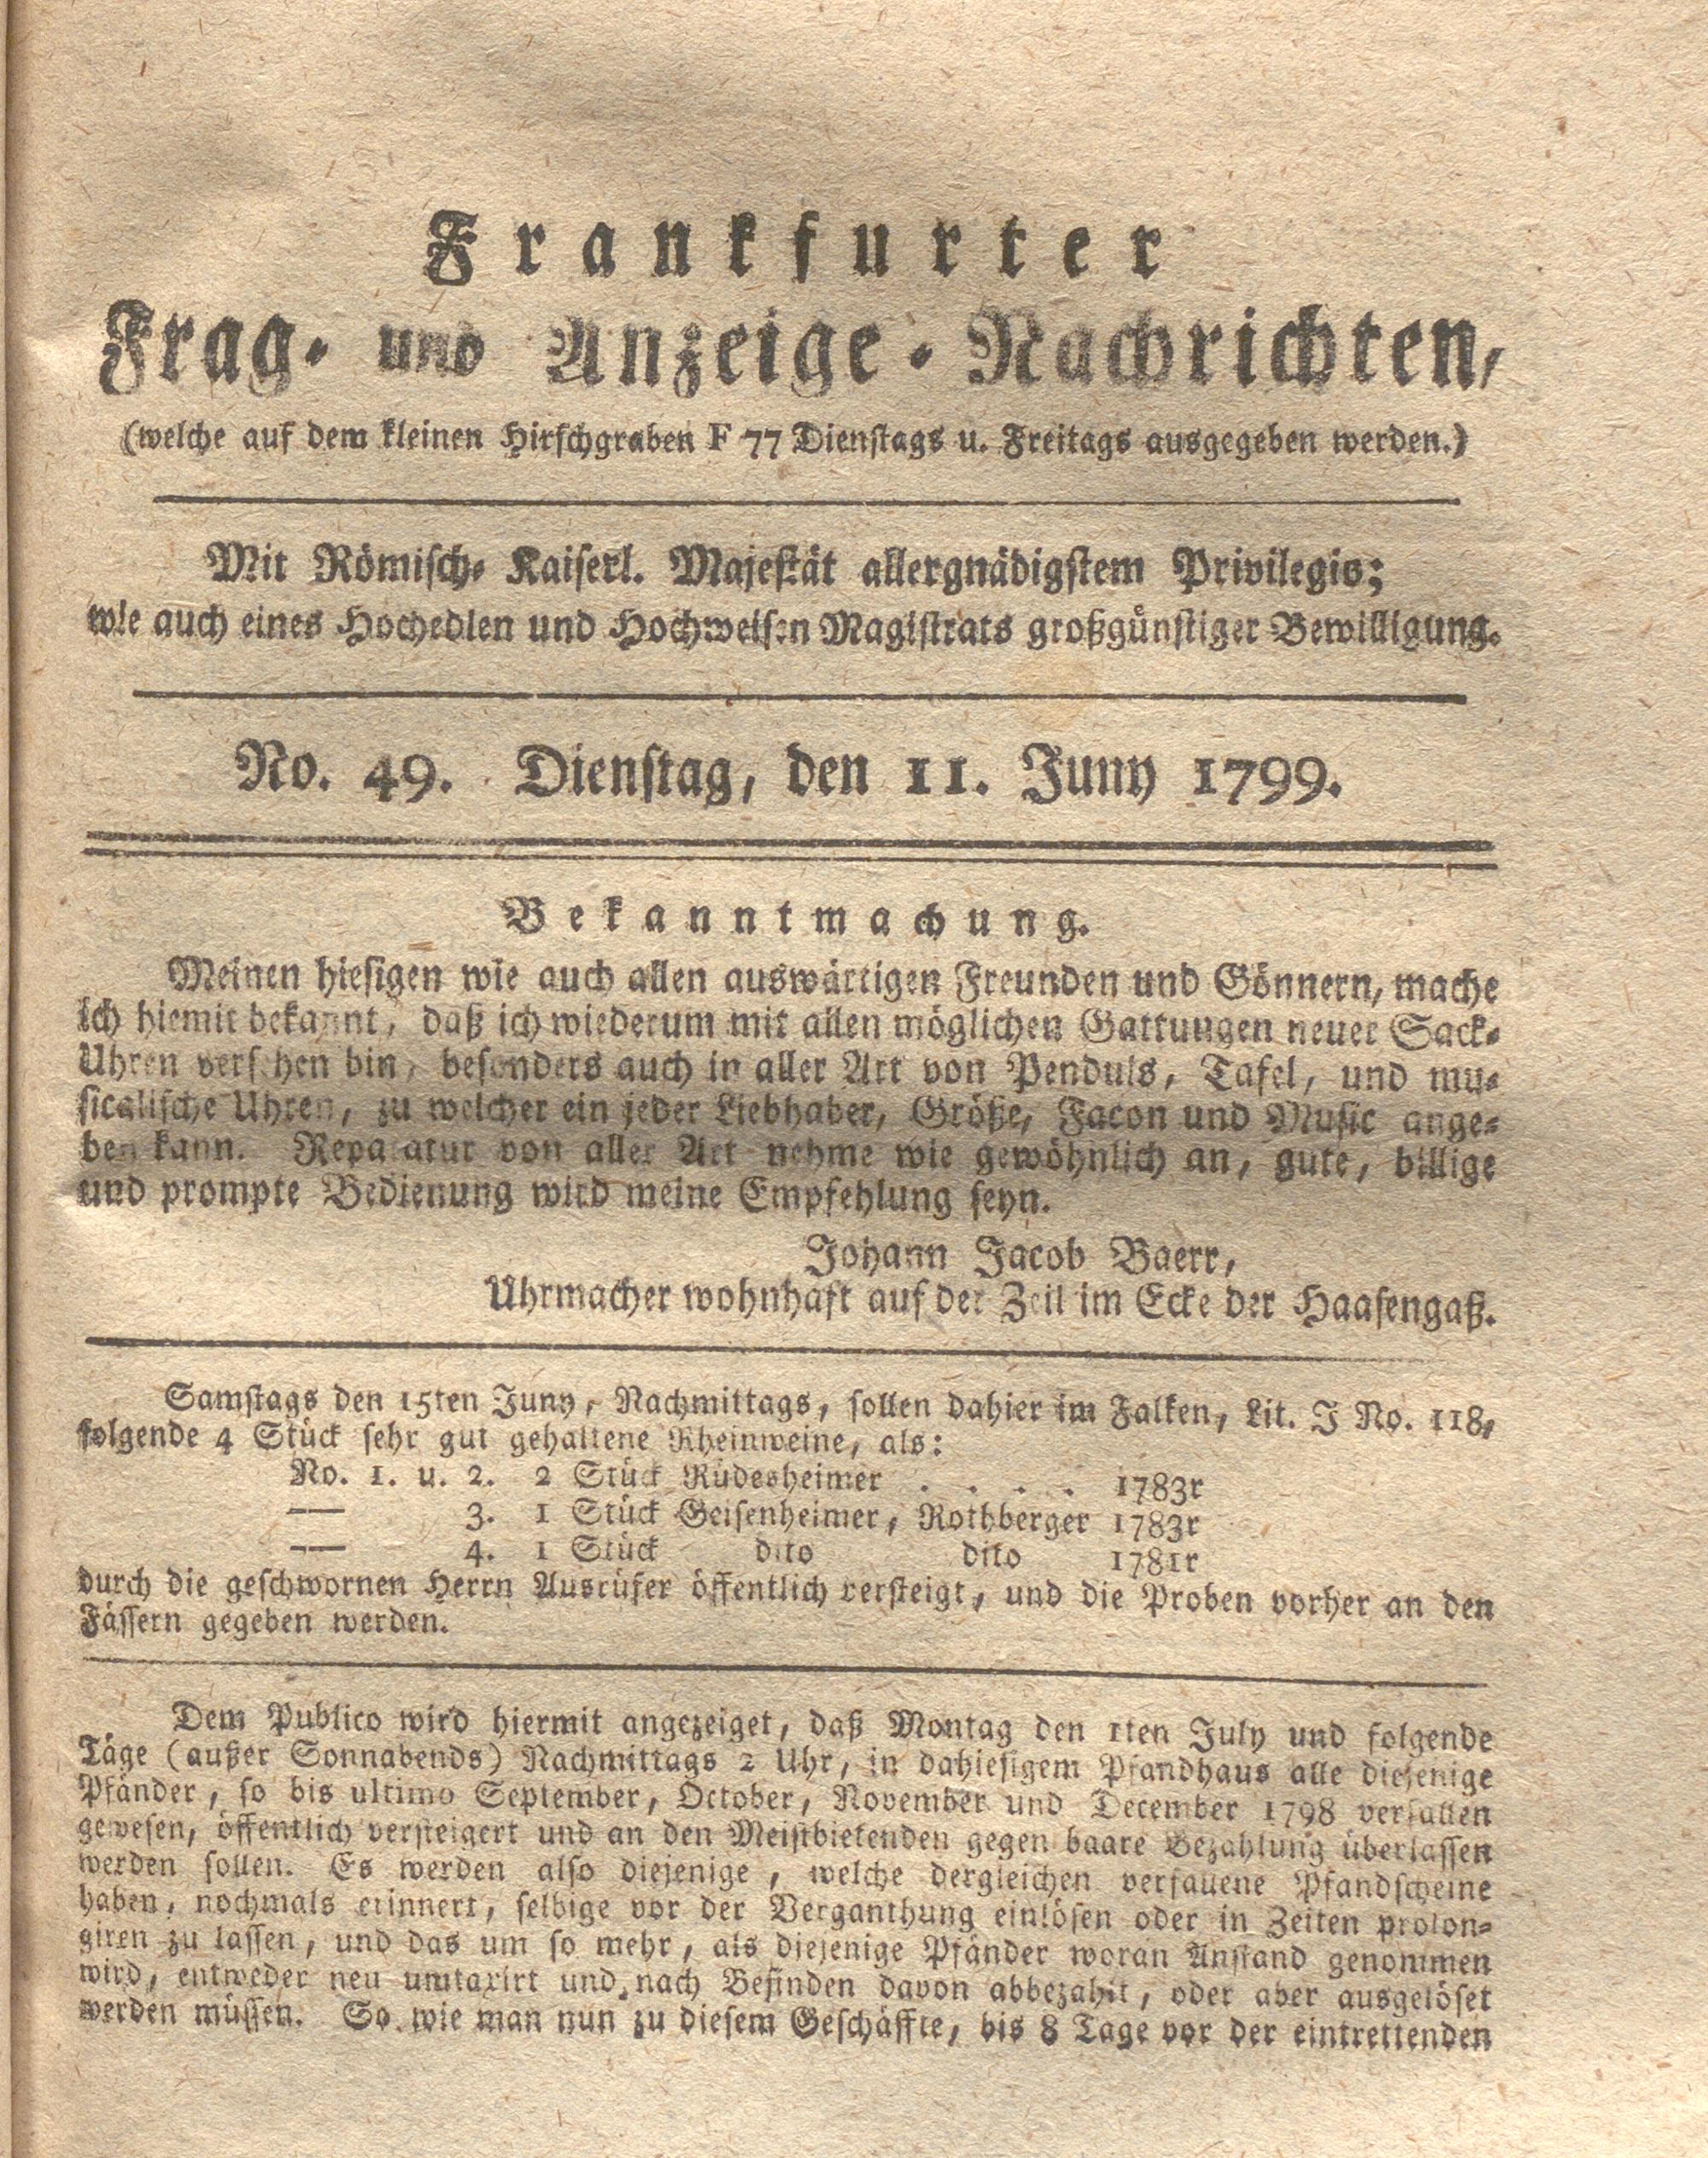 Frankfurter
Frag- und Anzeige-Nachrichten,
(welche auf dem kleinen Hirschgraben F 77 Dienstags u. Freitags ausgegeben werden.)
Mit Römisch- Kaiserl. Majestät allergnädigstem Privilegio;
wie auch eines Hochedlen und Hochweisen Magistrats großgünstiger Bewilligung.
No. 49. Dienstag, den 11. Juny 1799.
Bekanntmachung.
Meinen hiesigen wie auch allen auswärtigen Freunden und Gönnern, mache
ich hiemit bekannt, daß ich wiederum mit allen möglichen Gattungen neuer Sack-
Uhren versehen bin, besonders auch in aller Art von Penduls, Tafel, und mu-
sicalische Uhren, zu welcher ein jeder Liebhaber, Größe, Facon und Music ange-
ben kann. Reparatur von aller Art nehme wie gewöhnlich an, gute, billige
und prompte Bedienung wird meine Empfehlung seyn.
Johann Jacob Baerr,
Uhrmacher wohnhaft auf der Zeil im Ecke der Haasengaß.
Samstags den 15ten Juny, Nachmittags, sollen dahier im Falken, Lit. J No. 118,
folgende 4 Stück sehr gut gehaltene Rheinweine, als:
No. 1. u. 2. 2 Stück Rüdesheimer . . . . 1783r
— 3. 1 Stück Geisenheimer, Rothberger 1783r
— 4. 1 Stück dito dito 1781r
durch die geschwornen Herrn Ausrüfer öffentlich versteigt, und die Proben vorher an den
Fässern gegeben werden.
Dem Publico wird hiermit angezeiget, daß Montag den 1ten July und folgende
Täge (außer Sonnabends) Nachmittags 2 Uhr, in dahiesigem Pfandhaus alle diejenige
Pfänder, so bis ultimo September, October, November und December 1798 verfallen
gewesen, öffentlich versteigert und an den Meistbietenden gegen baare Bezahlung überlassen
werden sollen. Es werden also diejenige, welche dergleichen verfallene Pfandscheine
haben, nochmals erinnert, selbige vor der Verganthung einlösen oder in Zeiten prolon-
giren zu lassen, und das um so mehr, als diejenige Pfänder woran Anstand genommen
wird, entweder neu umtaxirt und nach Befinden davon abbezahlt, oder aber ausgelöset
werden müssen. So wie man nun zu diesem Geschäffte, bis 8 Tage vor der eintrettenden